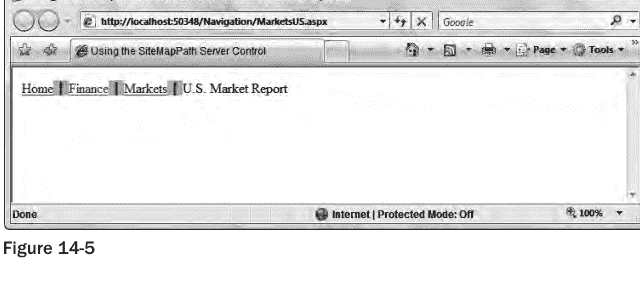 http://localhost:50348/Navigation/MarketsUS.aspx Google
Using the SiteMapPath Server Control Page Tools »
Home | Finance | Markets | U.S. Market Report
Done Internet | Protected Mode: Off 100%
Figure 14-5